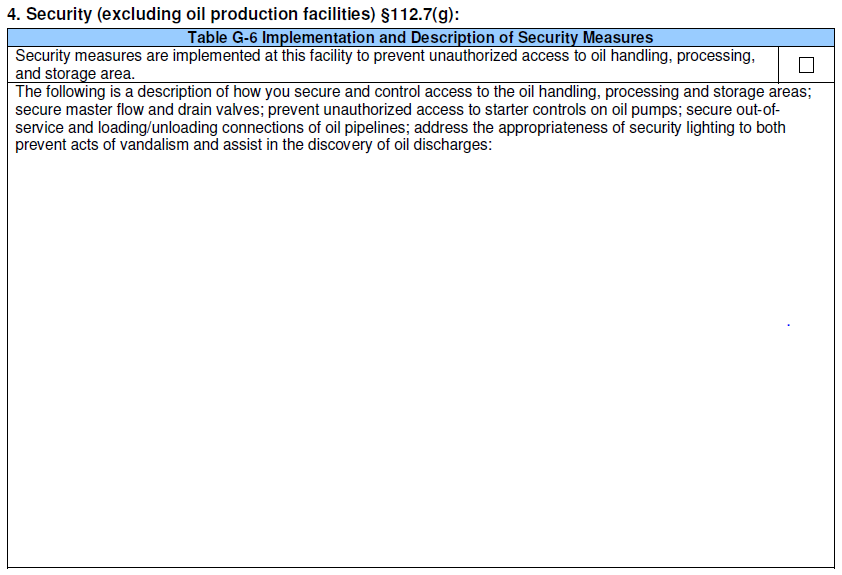 4. Security (excluding oil production facilities) §112.7(g):
Table G-6 Implementation and Description of Security Measures
Security measures are implemented at this facility to prevent unauthorized access to oil handling, processing,
and storage area.
The following is a description of how you secure and control access to the oil handling, processing and storage areas;
secure master flow and drain valves; prevent unauthorized access to starter controls on oil pumps; secure out-of-
service and loading/unloading connections of oil pipelines; address the appropriateness of security lighting to both
prevent acts of vandalism and assist in the discovery of oil discharges: